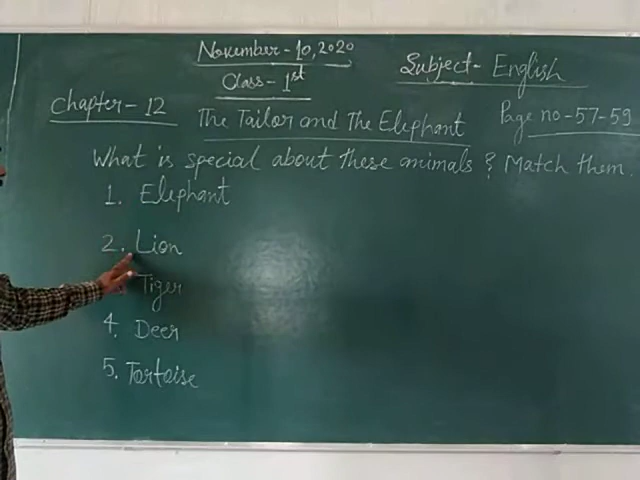 November - 10, 2020
Class - 1st
Subject - English
Chapter - 12
The Tailor and The Elephant
Page no - 57-59
What is special about these animals? Match them.
1. Elephant
2. Lion
Tiger
4. Deer
5. Tortoise